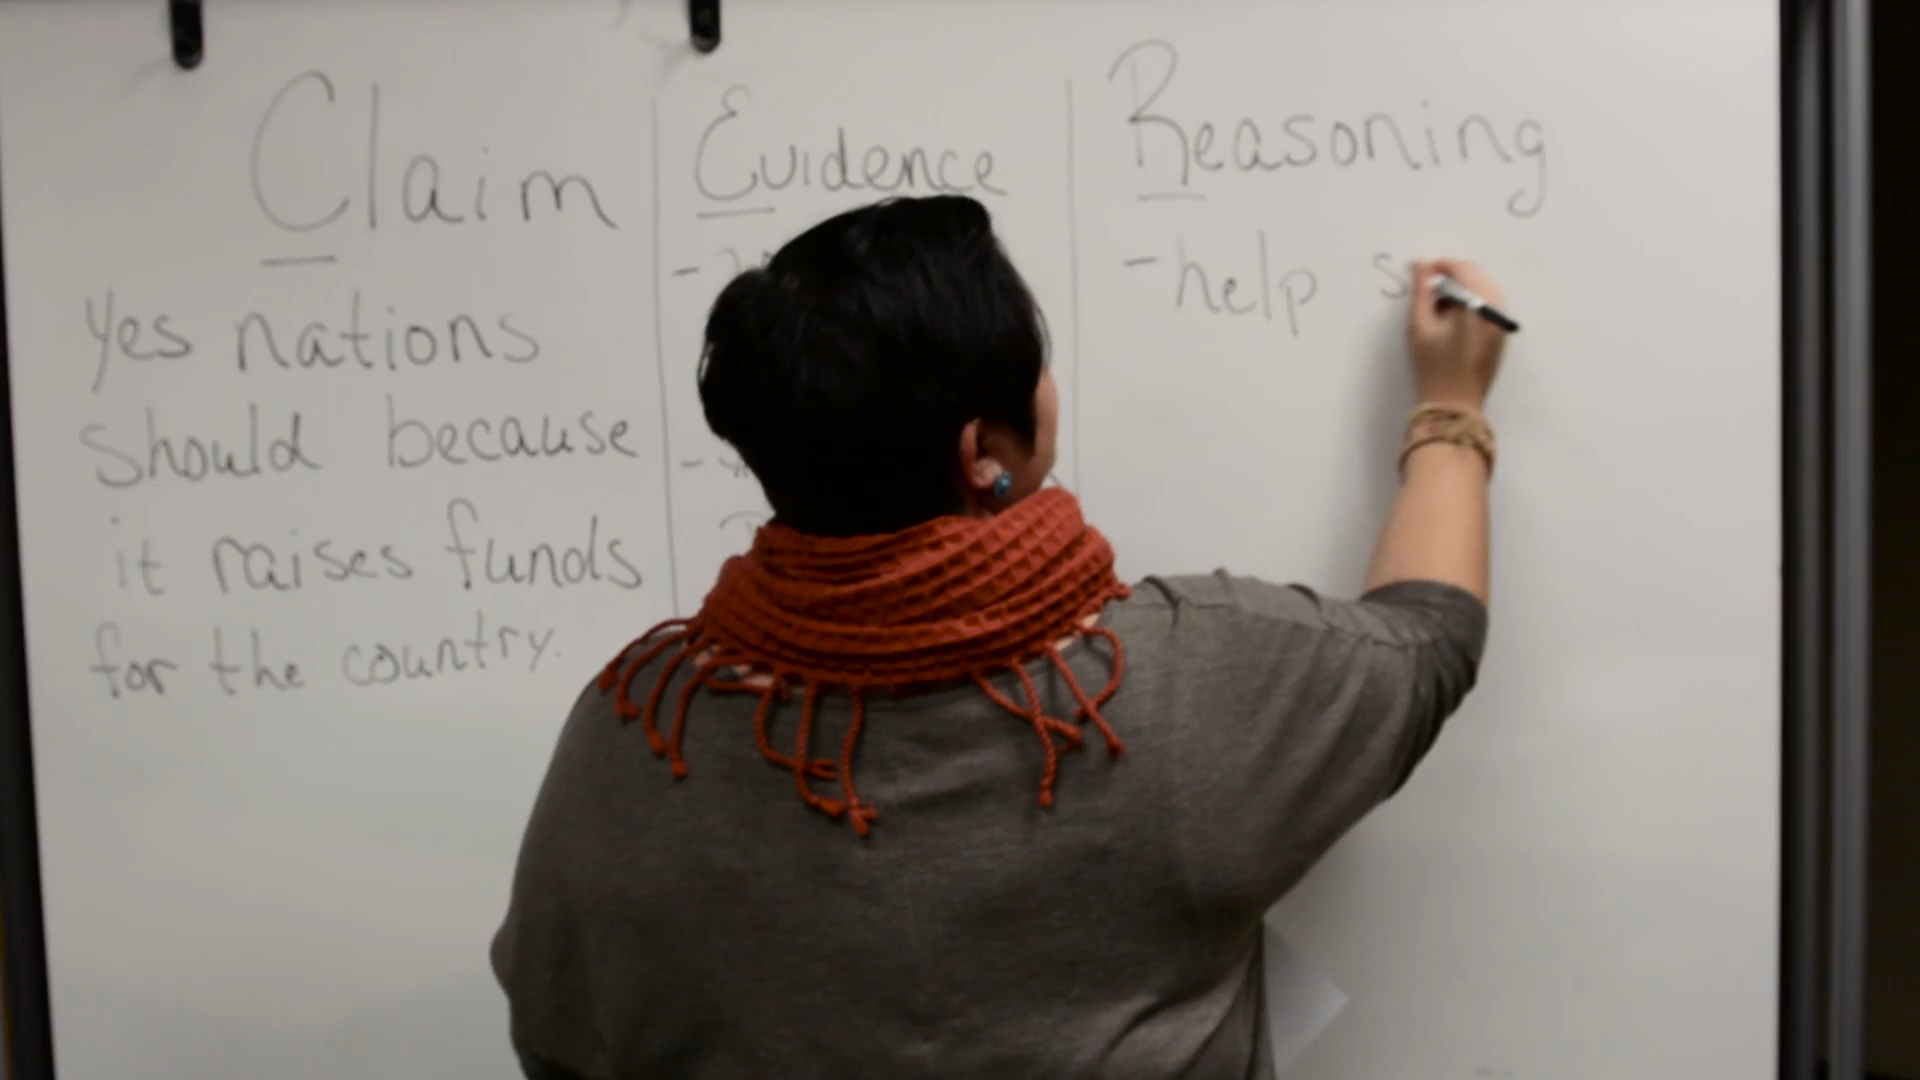 Claim
Evidence
Reasoning
yes nations
should because
it raises funds
for the country.
-help